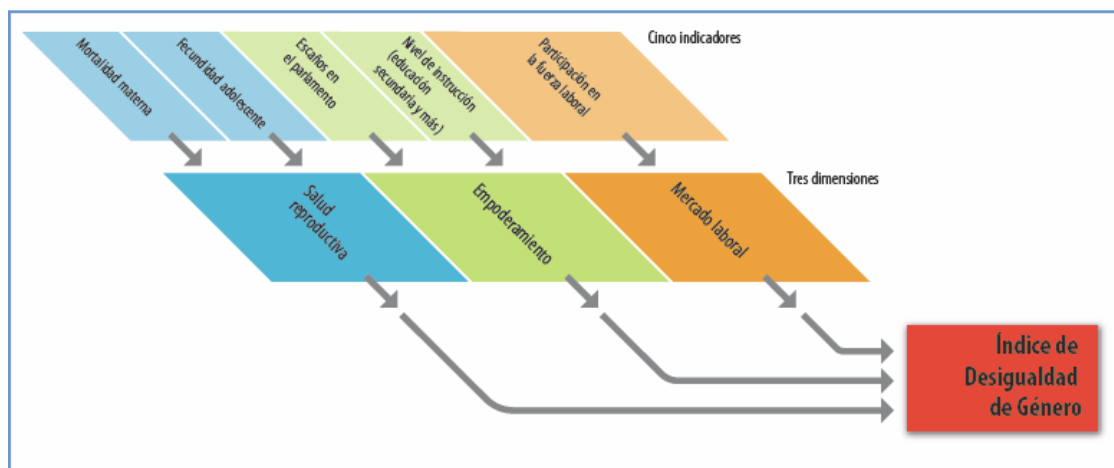 Mortalidad materna
Fecundidad adolescente
Escaños en
el parlamento
Nivel de instrucción
(educación
secundaria y más)
Participación en
la fuerza laboral
Cinco indicadores
Salud
reproductiva
Empoderamiento
Mercado laboral
Tres dimensiones
Índice de
Desigualdad
de Género